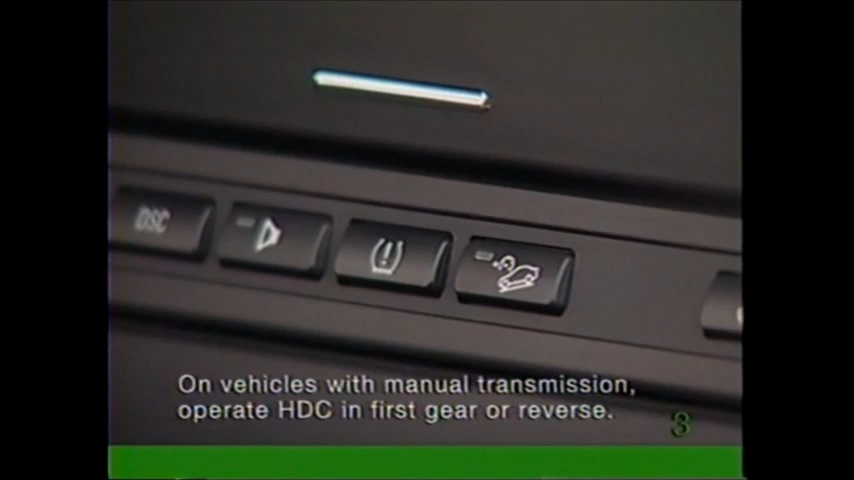 DSC
On vehicles with manual transmission,
operate HDC in first gear or reverse.
3